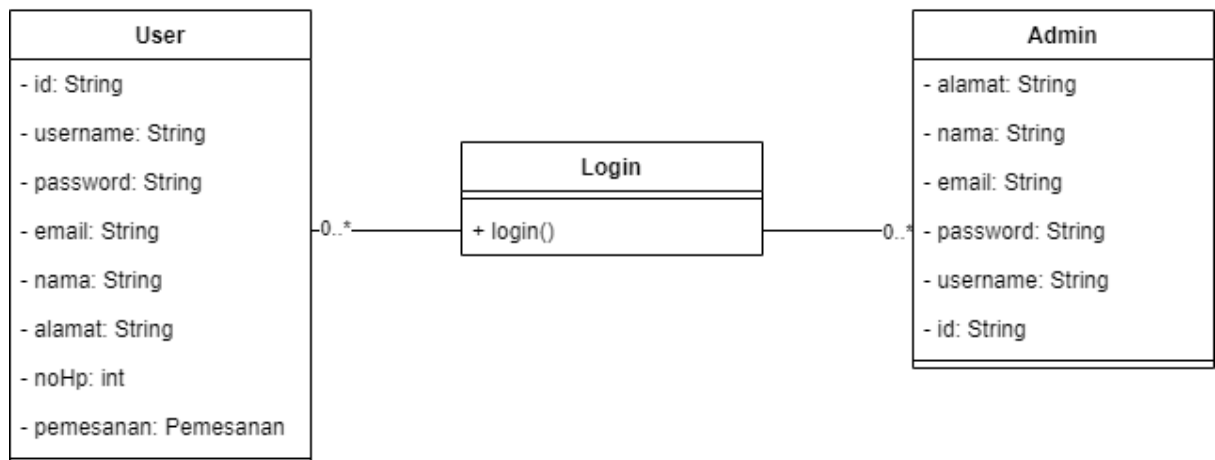 User
- id: String
- username: String
- password: String
- email: String
- nama: String
- alamat: String
- noHp: int
- pemesanan: Pemesanan
0..*
Login
+ login()
0..*
Admin
- alamat: String
- nama: String
- email: String
- password: String
- username: String
- id: String